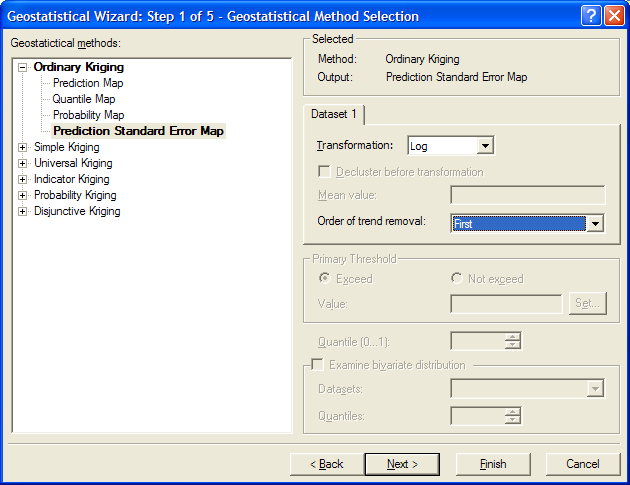 Geostatistical Wizard: Step 1 of 5 - Geostatistical Method Selection
Geostatictical methods:
Ordinary Kriging
Prediction Map
Quantile Map
Probability Map
Prediction Standard Error Map
Simple Kriging
Universal Kriging
Indicator Kriging
Probability Kriging
Disjunctive Kriging
Selected
Method: Ordinary Kriging
Output: Prediction Standard Error Map
Dataset 1
Transformation: Log
Decluster before transformation
Mean value:
Order of trend removal: First
Primary Threshold
Exceed Not exceed
Value: Set...
Quantile (0...1):
Examine bivariate distribution
Datasets:
Quantiles:
< Back Next > Finish Cancel